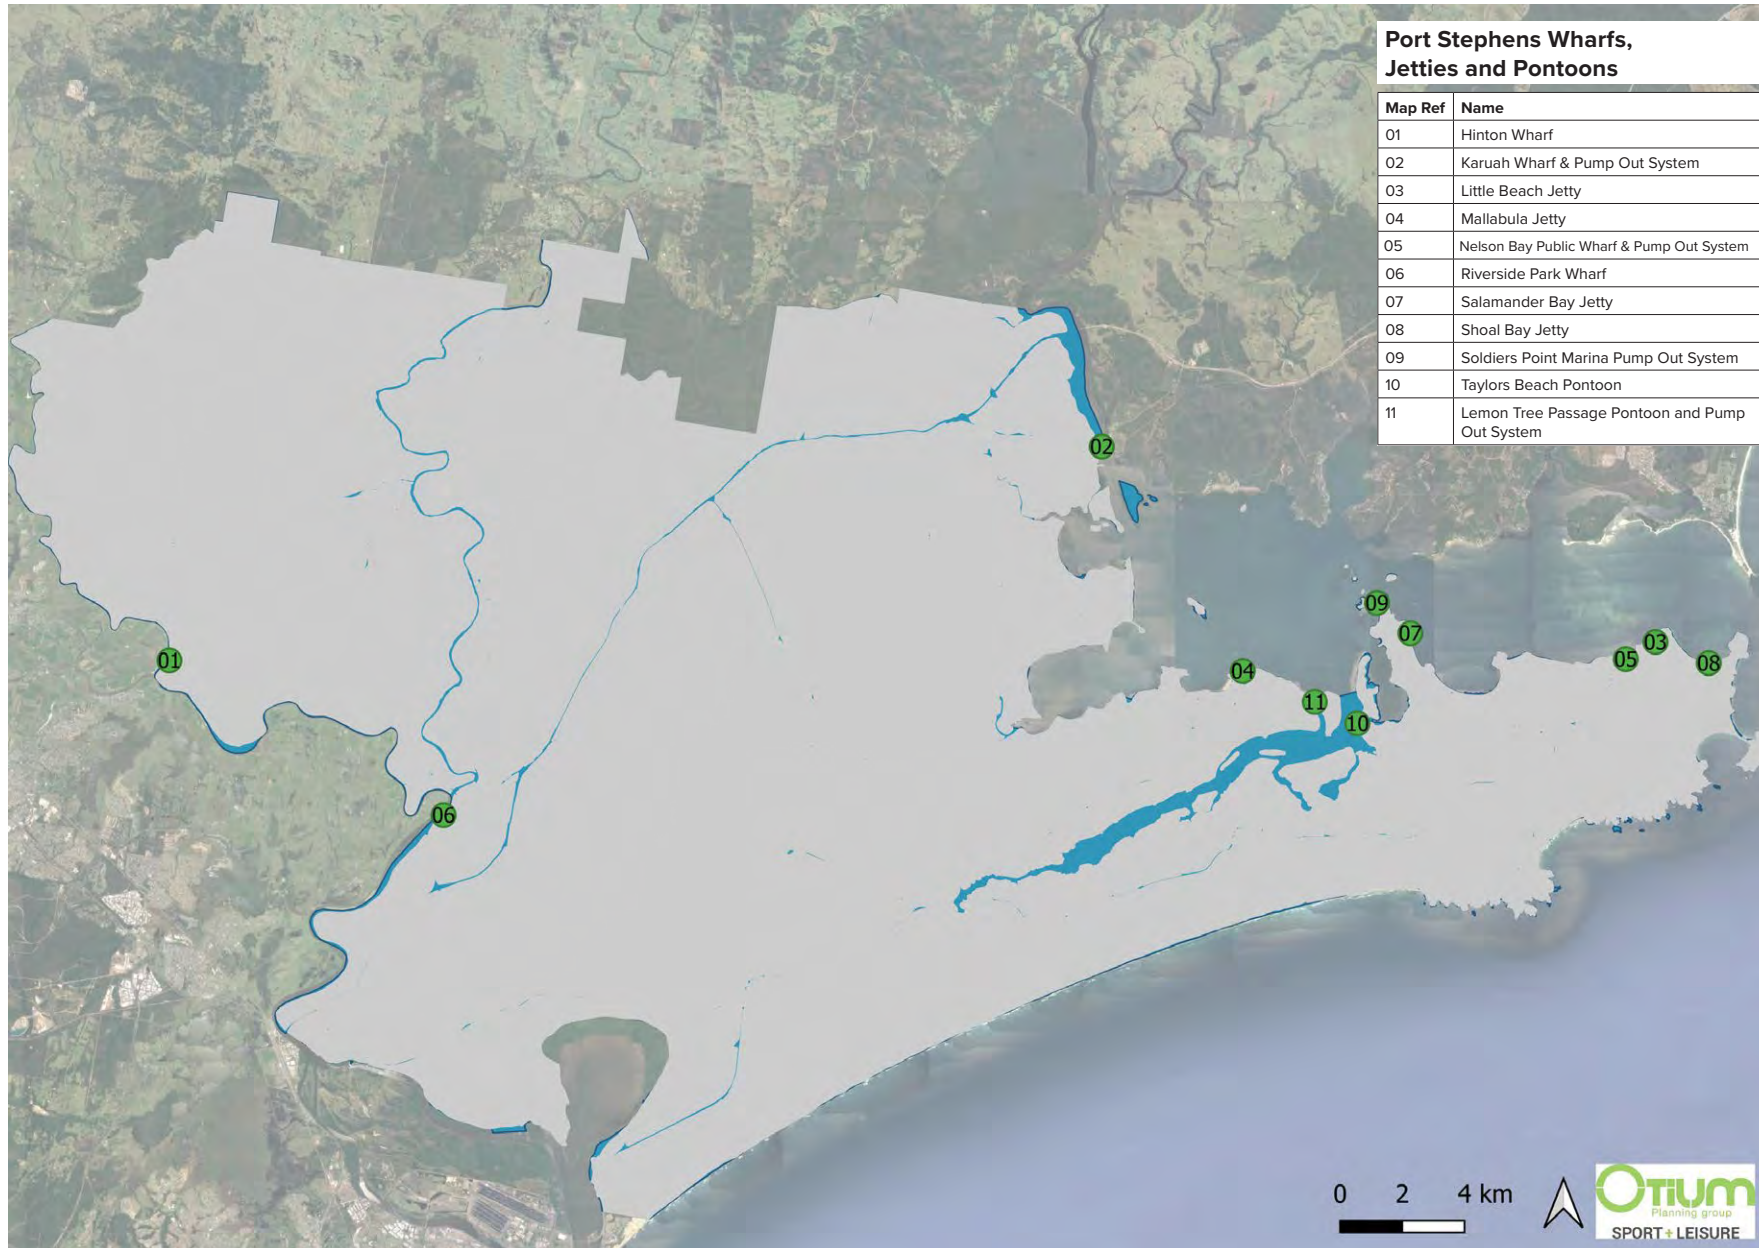 Port Stephens Wharfs,
Jetties and Pontoons
Map Ref Name
01 Hinton Wharf
02 Karuah Wharf & Pump Out System
03 Little Beach Jetty
04 Mallabula Jetty
05 Nelson Bay Public Wharf & Pump Out System
06 Riverside Park Wharf
07 Salamander Bay Jetty
08 Shoal Bay Jetty
09 Soldiers Point Marina Pump Out System
10 Taylors Beach Pontoon
11 Lemon Tree Passage Pontoon and Pump
Out System
02
09
07
03
05
08
01
04
11
10
06
0 2 4 km
OTIUM
Planning group
SPORT + LEISURE